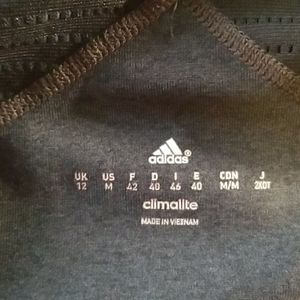 adidas®
UK US F D I E CDN J
12 M 42 40 46 40 M/M 2XOT
climalite
MADE IN VIETNAM